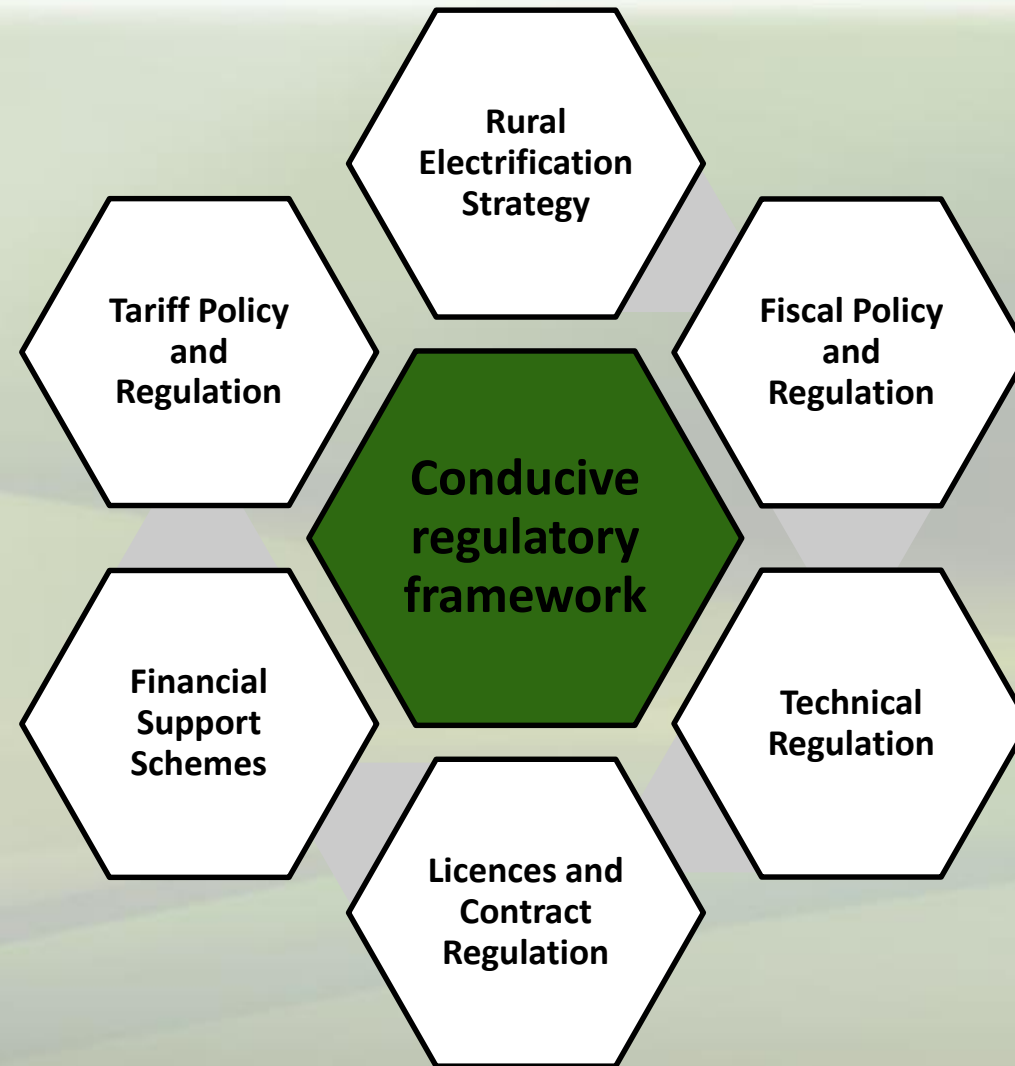 Rural
Electrification
Strategy
Tariff Policy
and
Regulation
Fiscal Policy
and
Regulation
Conducive
regulatory
framework
Financial
Support
Schemes
Technical
Regulation
Licences and
Contract
Regulation